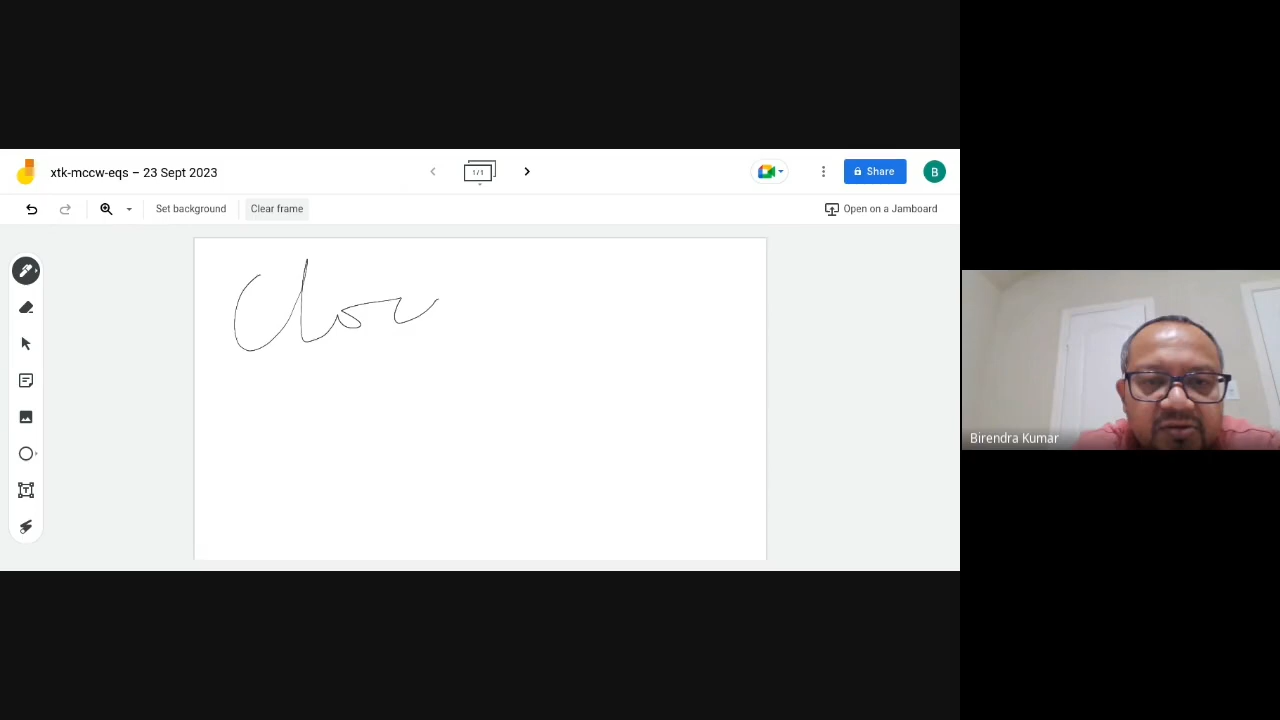 xtk-mccw-eqs – 23 Sept 2023
1/1
Share
B
Set background
Clear frame
Open on a Jamboard
Birendra Kumar